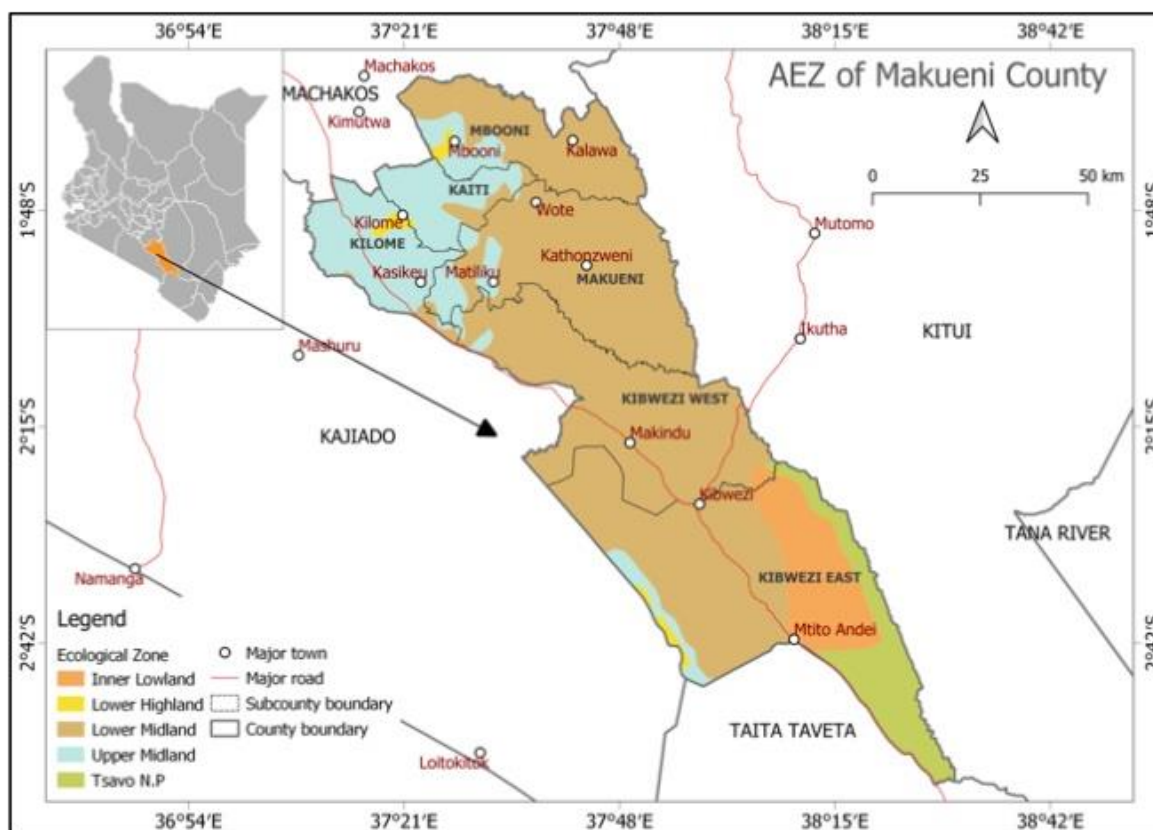 36°54'E 37°21'E 37°48'E 38°15'E 38°42'E
AEZ of Makueni County
Machakos
MACHAKOS
Kimutwa
MBOONI
Mbooni
Kalawa
0 25 50 km
KAITI
1°48'S
1°48'S
Kilome
Wote
Mutomo
KILOME
Kathonzweni
Kasikeu
Matiliku
MAKUENI
Ikutha
KITUI
Mashuru
KIBWEZI WEST
2°15'S
2°15'S
KAJIADO
Makindu
Kibwezi
TANA RIVER
Namanga
KIBWEZI EAST
Mtito Andei
2°42'S
2°42'S
Legend
Ecological Zone
Inner Lowland
Lower Highland
Lower Midland
Upper Midland
Tsavo N.P
Major town
Major road
Subcounty boundary
County boundary
TAITA TAVETA
Loitokitok
36°54'E 37°21'E 37°48'E 38°15'E 38°42'E